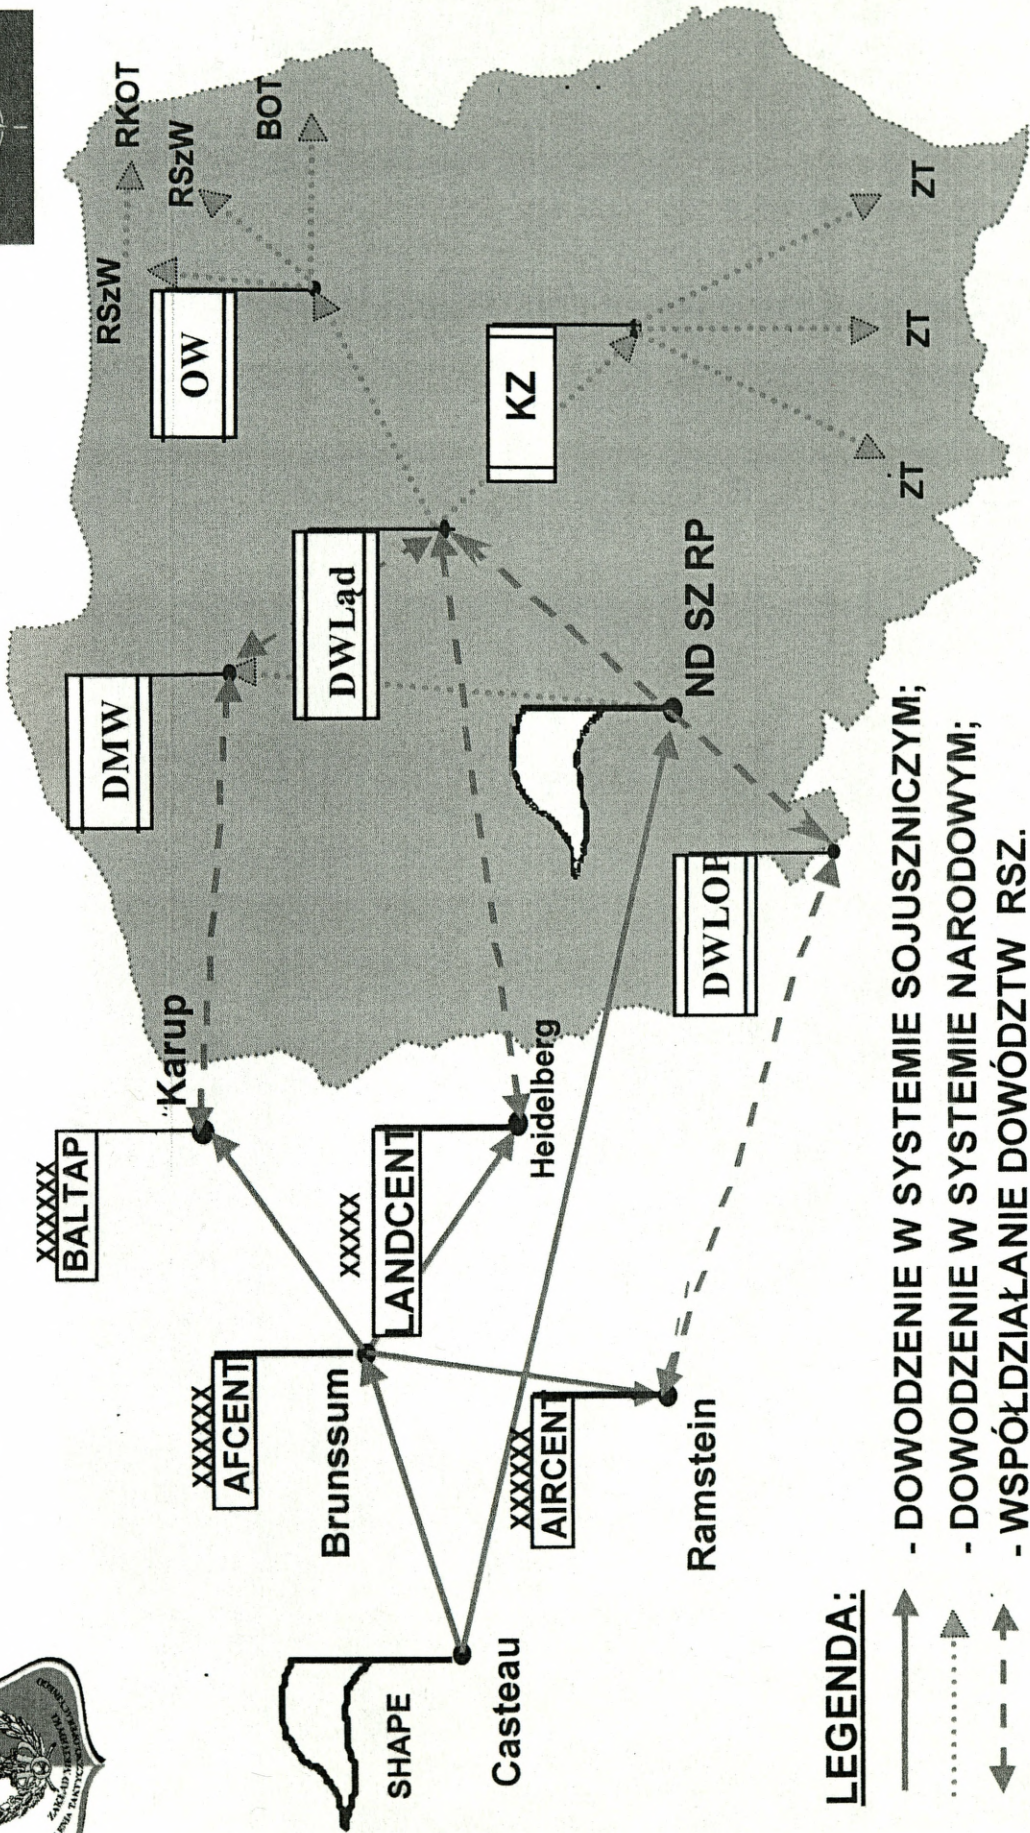 XXXXXX
BALTAP
Karup
DMW
RSzW
RKOT
OW
RSzW
BOT
XXXXXX
AFCENT
Brunssum
XXXXX
LANDCENT
Heidelberg
DWLąd
KZ
SHAPE
Casteau
XXXXXX
AIRCENT
Ramstein
DWLOP
ND SZ RP
ZT
ZT
ZT
LEGENDA:
- DOWODZENIE W SYSTEMIE SOJUSZNICZYM;
- DOWODZENIE W SYSTEMIE NARODOWYM;
- WSPÓŁDZIAŁANIE DOWÓDZTW RSZ.